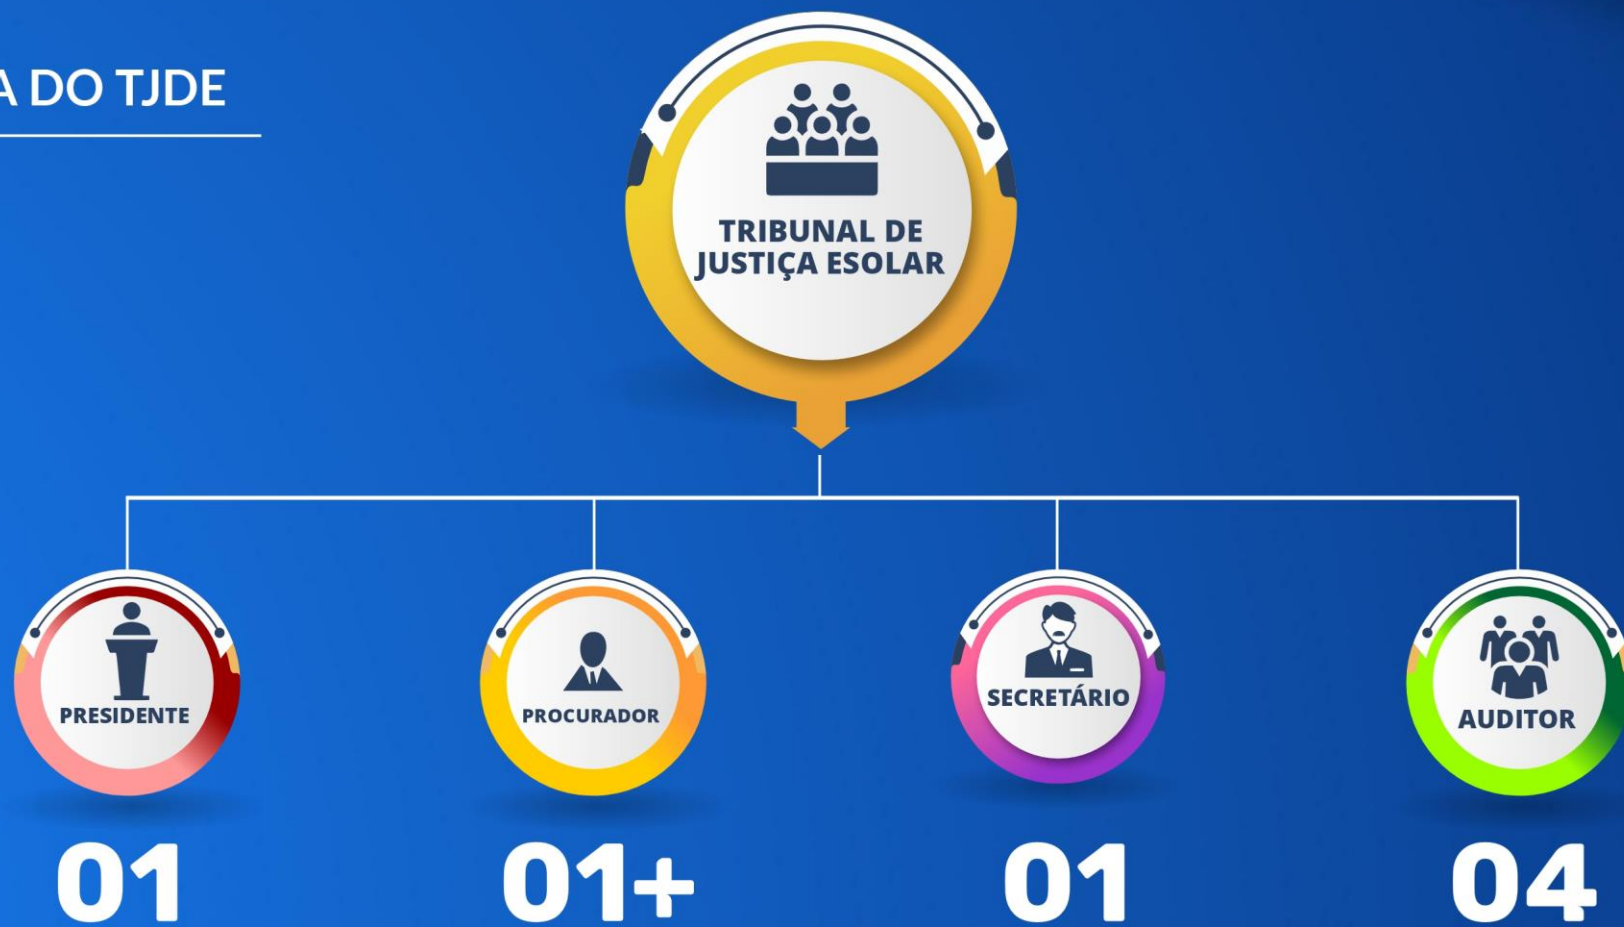 A DO TJDE
TRIBUNAL DE
JUSTIÇA ESOLAR
PRESIDENTE
PROCURADOR
SECRETÁRIO
AUDITOR
01
01+
01
04